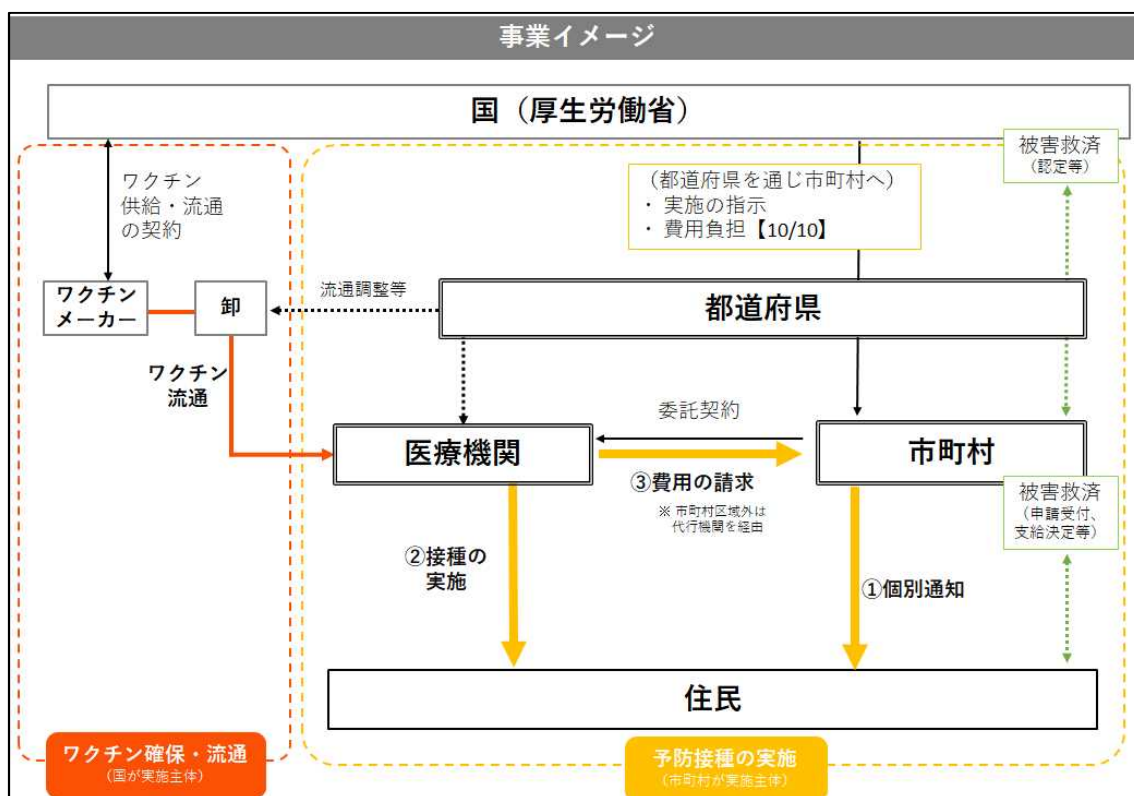 事業イメージ
国（厚生労働省）
被害救済
（認定等）
ワクチン
供給・流通
の契約
（都道府県を通じ市町村へ）
・ 実施の指示
・ 費用負担【10/10】
ワクチン
メーカー
卸
流通調整等
都道府県
ワクチン
流通
委託契約
医療機関
市町村
③費用の請求
※ 市町村区域外は
代行機関を経由
被害救済
（申請受付、
支給決定等）
②接種の
実施
①個別通知
住民
ワクチン確保・流通
（国が実施主体）
予防接種の実施
（市町村が実施主体）